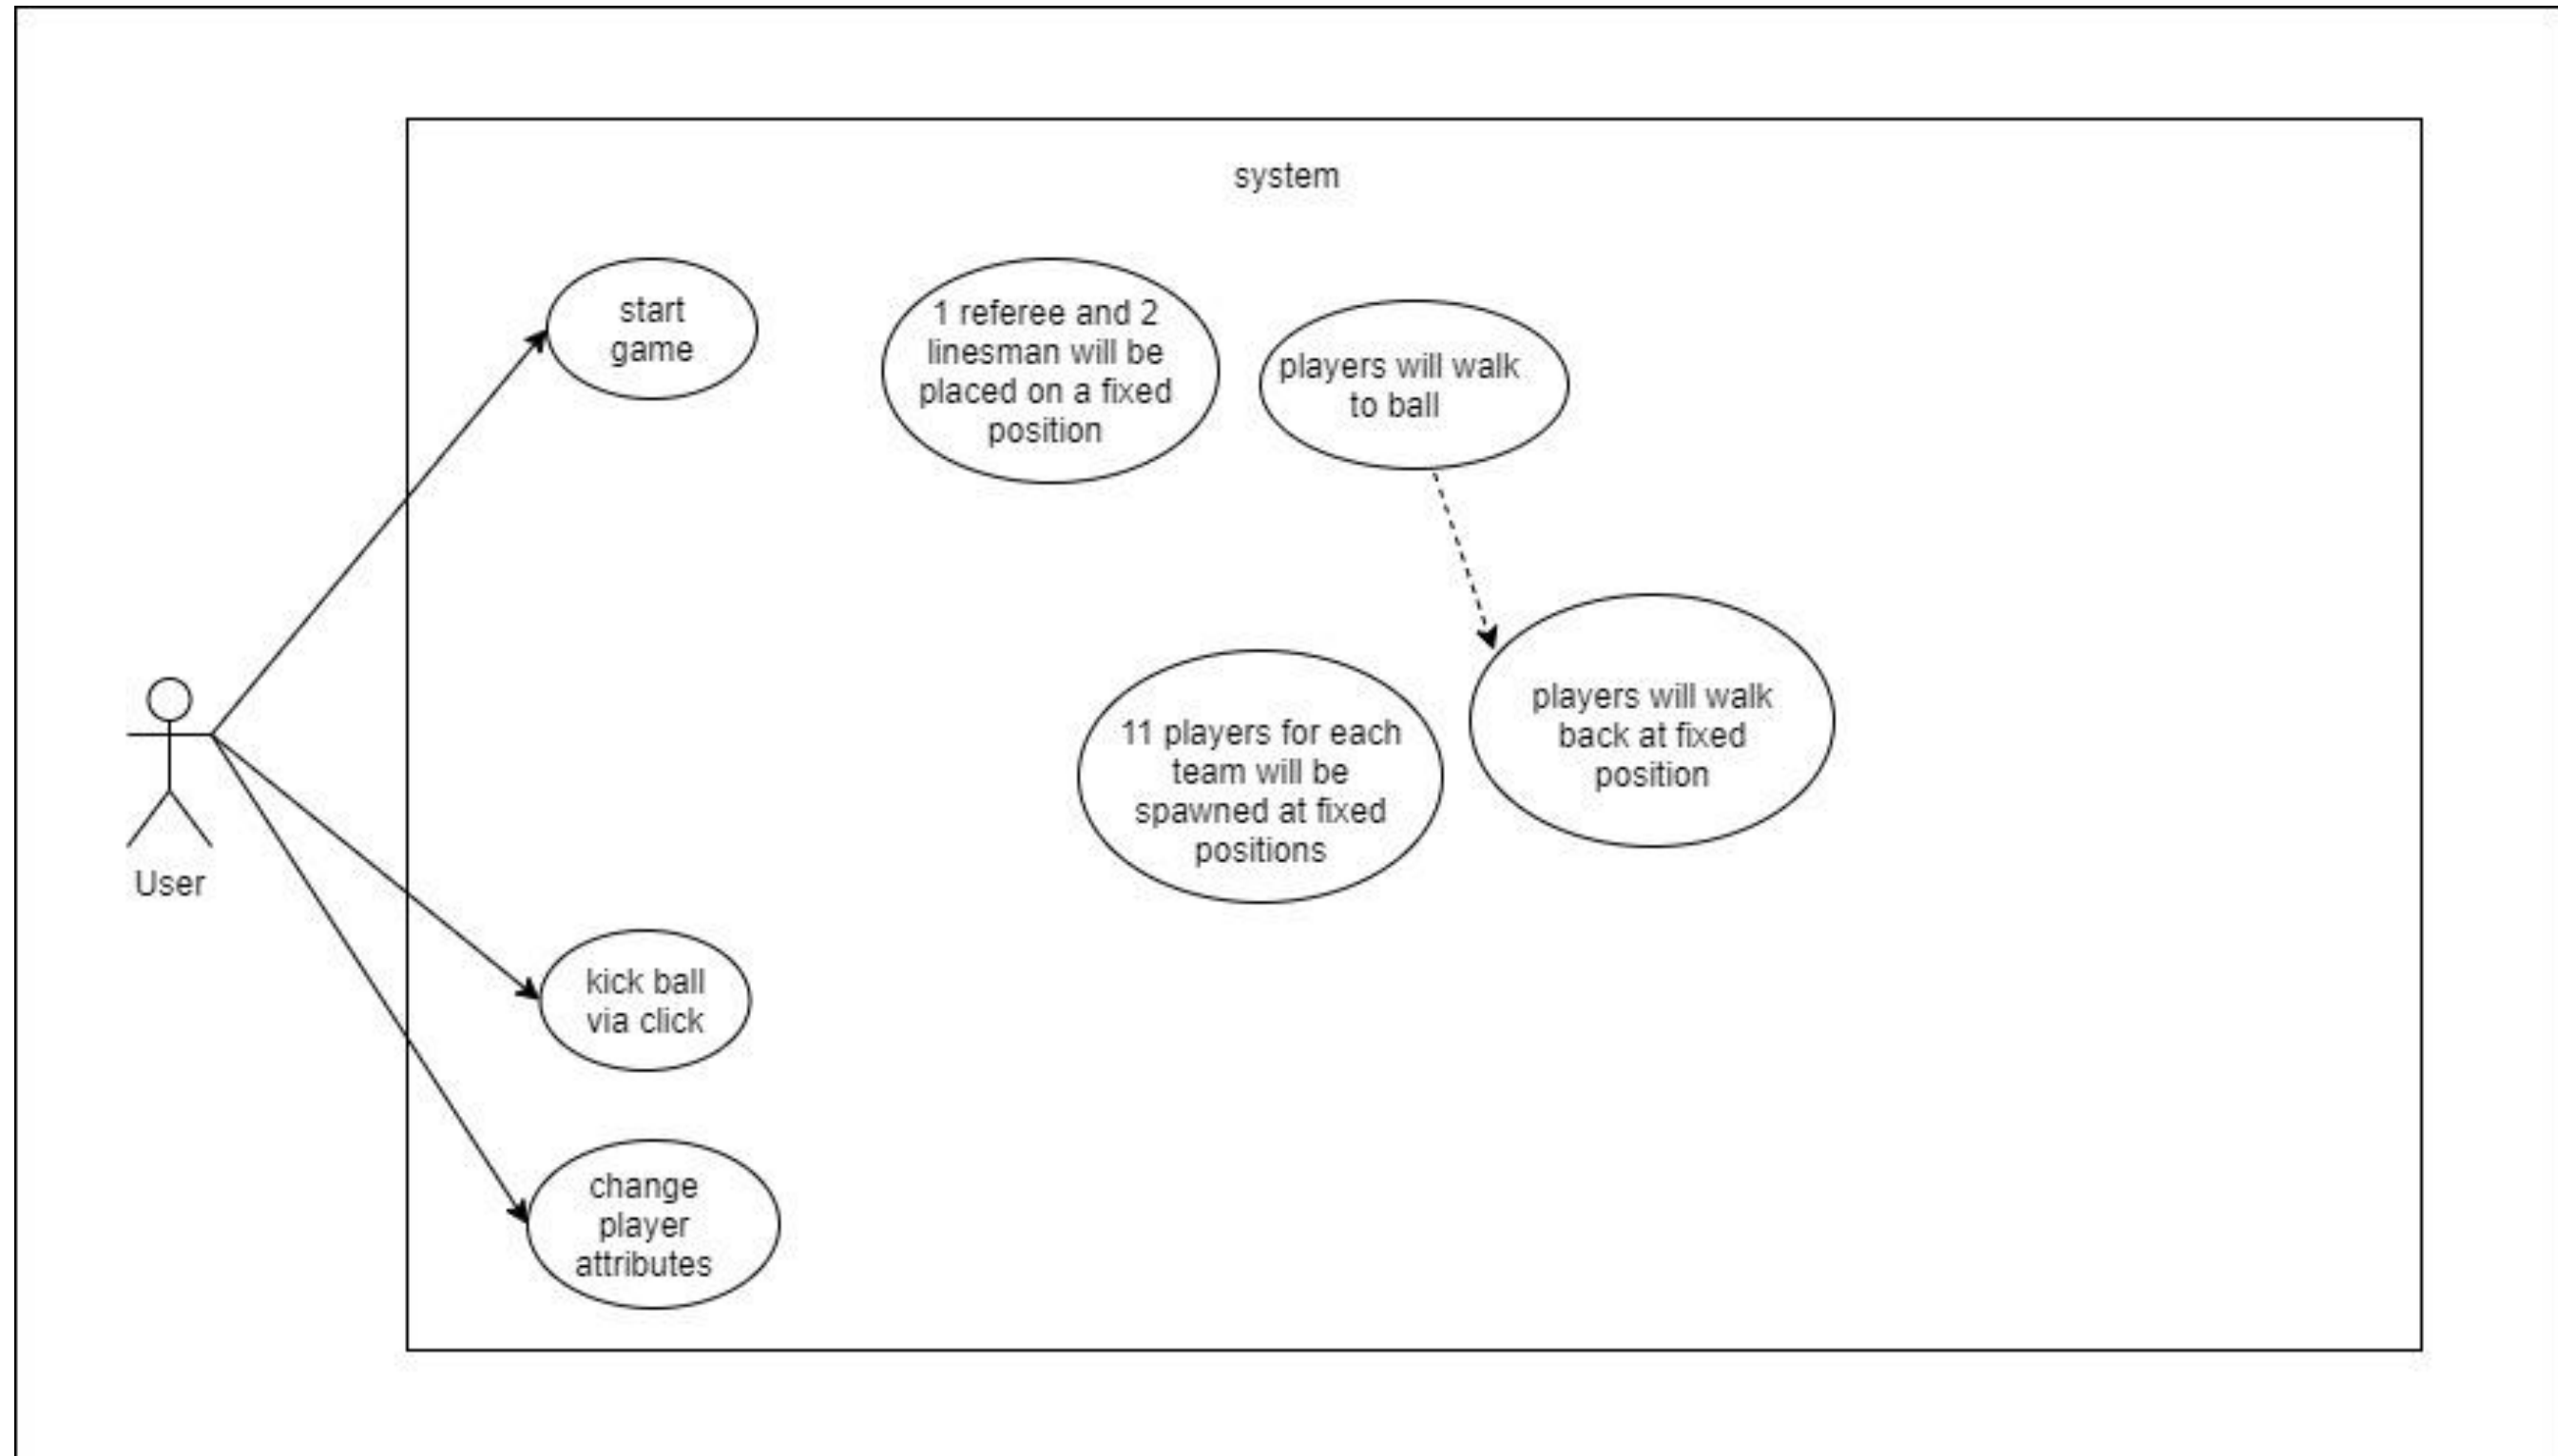 system
start
game
1 referee and 2
linesman will be
placed on a fixed
position
players will walk
to ball
players will walk
back at fixed
position
11 players for each
team will be
spawned at fixed
positions
User
kick ball
via click
change
player
attributes